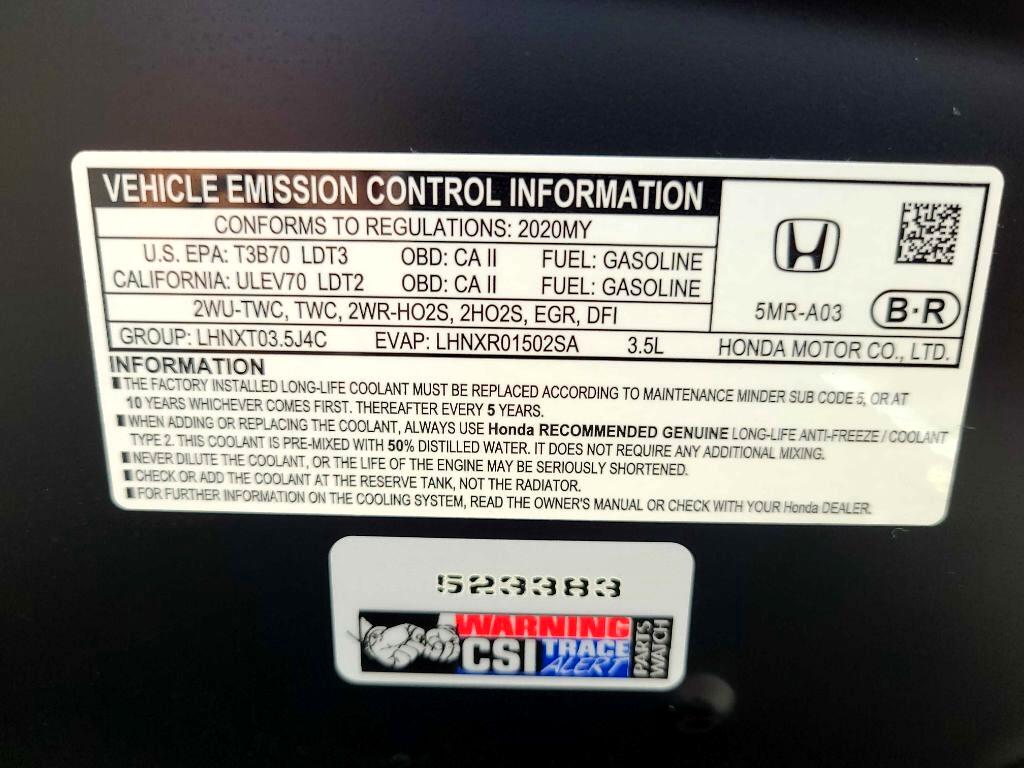 VEHICLE EMISSION CONTROL INFORMATION
CONFORMS TO REGULATIONS: 2020MY
U.S. EPA: T3B70 LDT3 OBD: CA II FUEL: GASOLINE
CALIFORNIA: ULEV70 LDT2 OBD: CA II FUEL: GASOLINE
2WU-TWC, TWC, 2WR-HO2S, 2HO2S, EGR, DFI
5MR-A03 B·R
GROUP: LHNXT03.5J4C EVAP: LHNXR01502SA 3.5L HONDA MOTOR CO., LTD.
INFORMATION
THE FACTORY INSTALLED LONG-LIFE COOLANT MUST BE REPLACED ACCORDING TO MAINTENANCE MINDER SUB CODE 5, OR AT
10 YEARS WHICHEVER COMES FIRST. THEREAFTER EVERY 5 YEARS.
WHEN ADDING OR REPLACING THE COOLANT, ALWAYS USE Honda RECOMMENDED GENUINE LONG-LIFE ANTI-FREEZE / COOLANT
TYPE 2. THIS COOLANT IS PRE-MIXED WITH 50% DISTILLED WATER. IT DOES NOT REQUIRE ANY ADDITIONAL MIXING.
NEVER DILUTE THE COOLANT, OR THE LIFE OF THE ENGINE MAY BE SERIOUSLY SHORTENED.
CHECK OR ADD THE COOLANT AT THE RESERVE TANK, NOT THE RADIATOR.
FOR FURTHER INFORMATION ON THE COOLING SYSTEM, READ THE OWNER'S MANUAL OR CHECK WITH YOUR Honda DEALER.
523383
WARNING
CSI TRACE
ALERT
PARTS
WATCH